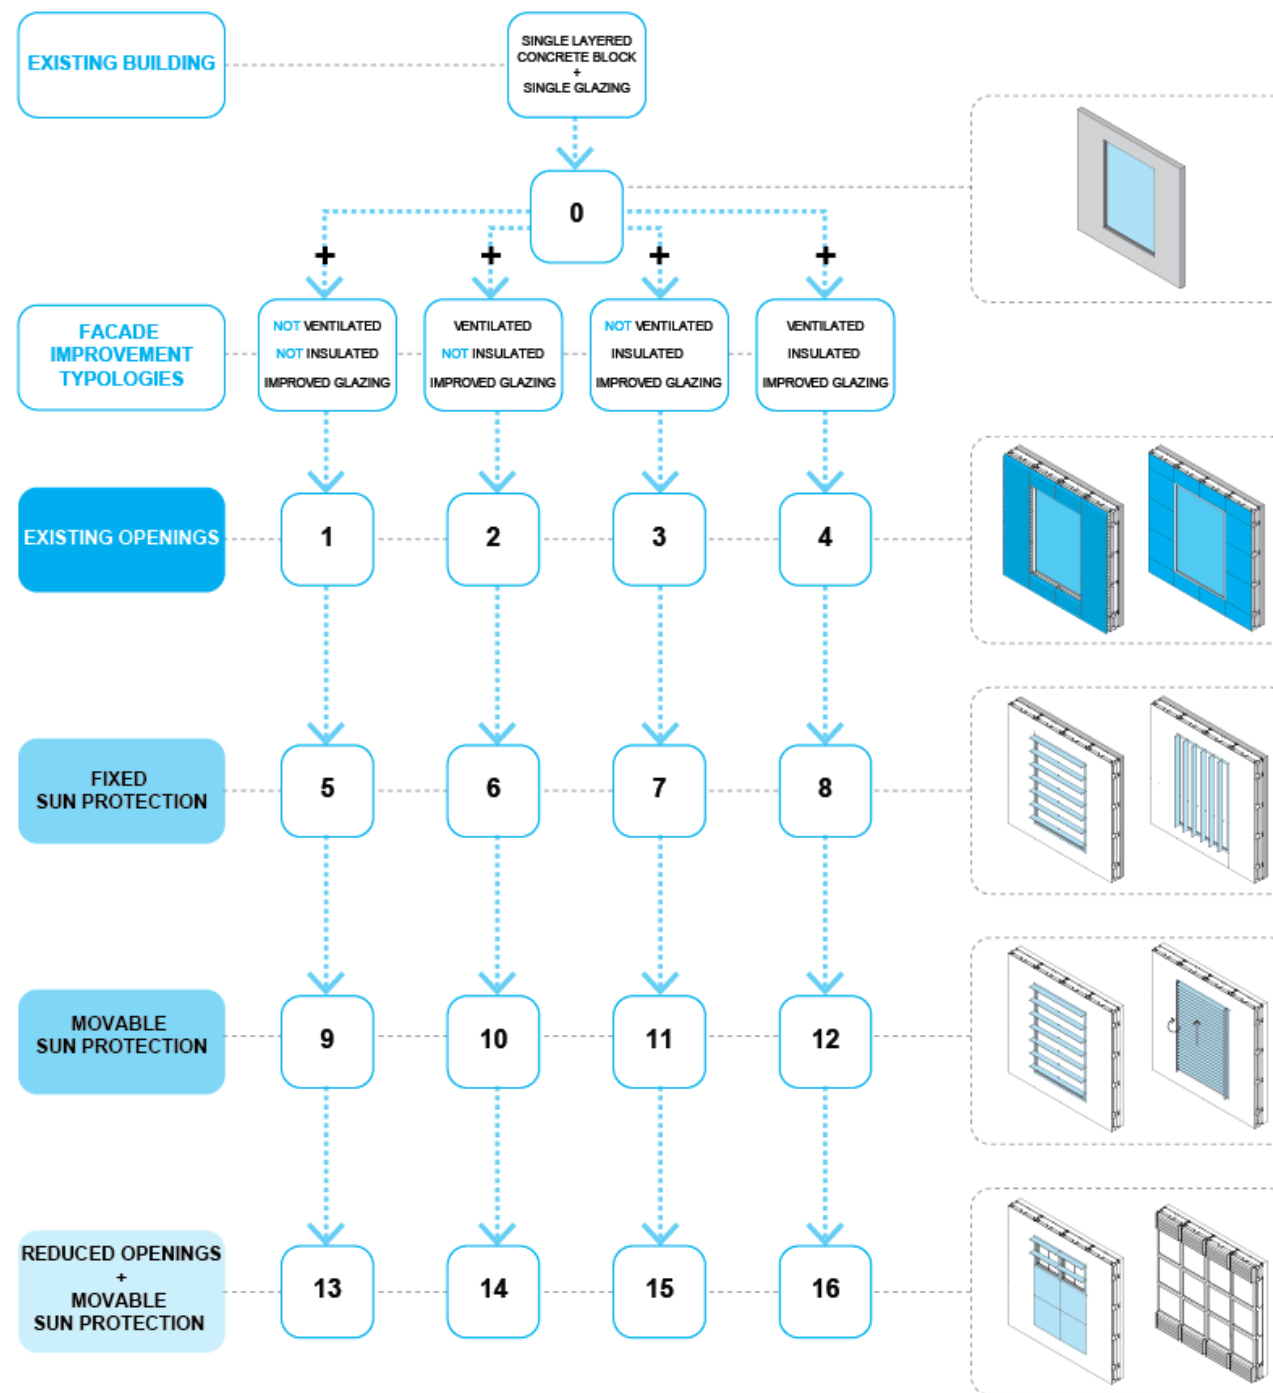 EXISTING BUILDING
SINGLE LAYERED
CONCRETE BLOCK
+
SINGLE GLAZING
0
+ + + +
FACADE
IMPROVEMENT
TYPOLOGIES
NOT VENTILATED
NOT INSULATED
IMPROVED GLAZING
VENTILATED
NOT INSULATED
IMPROVED GLAZING
NOT VENTILATED
INSULATED
IMPROVED GLAZING
VENTILATED
INSULATED
IMPROVED GLAZING
EXISTING OPENINGS
1
2
3
4
FIXED
SUN PROTECTION
5
6
7
8
MOVABLE
SUN PROTECTION
9
10
11
12
REDUCED OPENINGS
+
MOVABLE
SUN PROTECTION
13
14
15
16